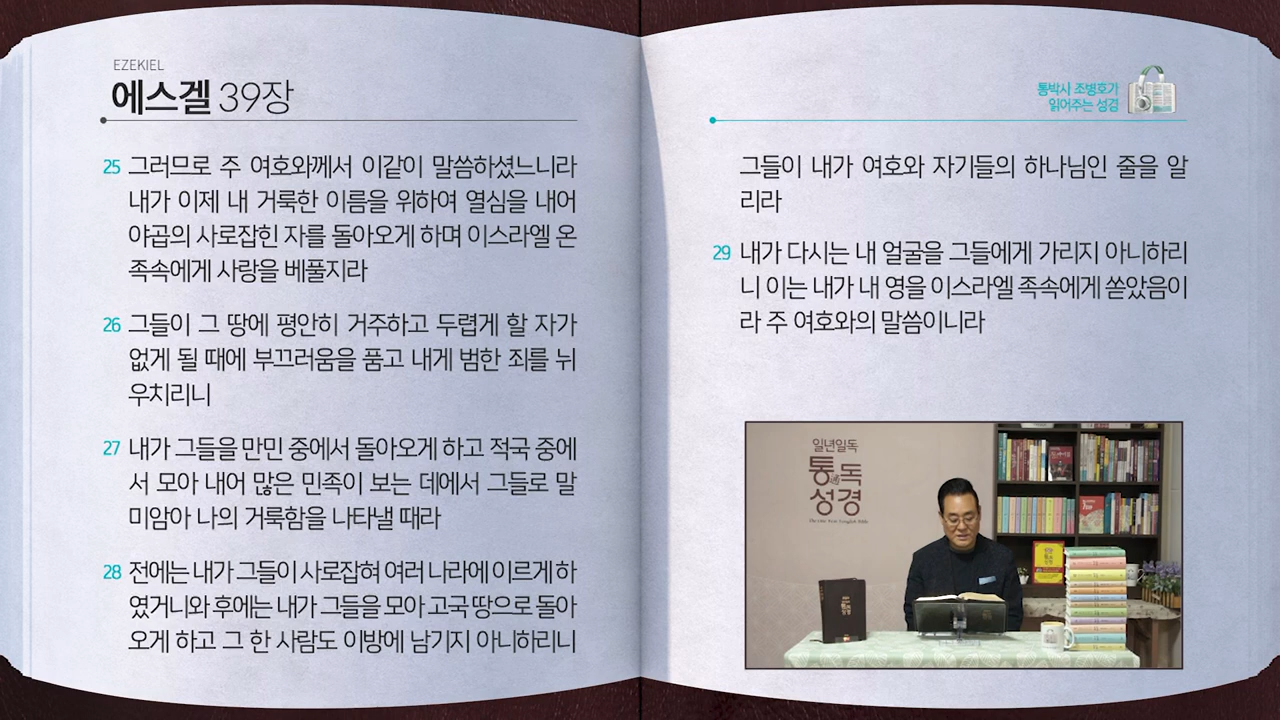 EZEKIEL
에스겔 39장
25 그러므로 주 여호와께서 이같이 말씀하셨느니라
내가 이제 내 거룩한 이름을 위하여 열심을 내어
야곱의 사로잡힌 자를 돌아오게 하며 이스라엘 온
족속에게 사랑을 베풀지라
26 그들이 그 땅에 평안히 거주하고 두렵게 할 자가
없게 될 때에 부끄러움을 품고 내게 범한 죄를 뉘
우치리니
27 내가 그들을 만민 중에서 돌아오게 하고 적국 중에
서 모아 내어 많은 민족이 보는 데에서 그들로 말
미암아 나의 거룩함을 나타낼 때라
28 전에는 내가 그들이 사로잡혀 여러 나라에 이르게 하
였거니와 후에는 내가 그들을 모아 고국 땅으로 돌아
오게 하고 그 한 사람도 이방에 남기지 아니하리니
통박사 조병호가
읽어주는 성경
그들이 내가 여호와 자기들의 하나님인 줄을 알
리라
29 내가 다시는 내 얼굴을 그들에게 가리지 아니하리
니 이는 내가 내 영을 이스라엘 족속에게 쏟았음이
라 주 여호와의 말씀이니라
일년일독
통독
성경